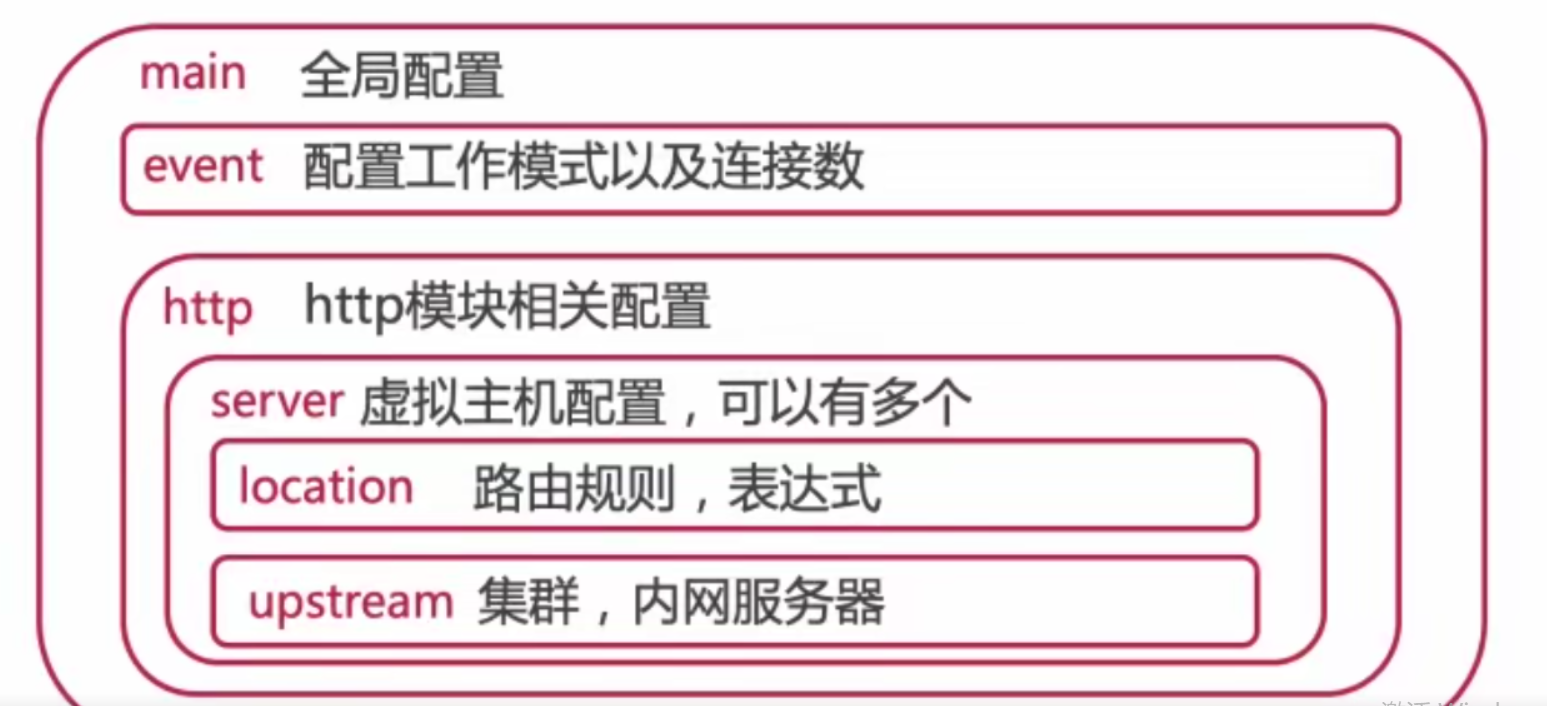 main 全局配置
event 配置工作模式以及连接数
http http模块相关配置
server 虚拟主机配置，可以有多个
location 路由规则，表达式
upstream 集群，内网服务器